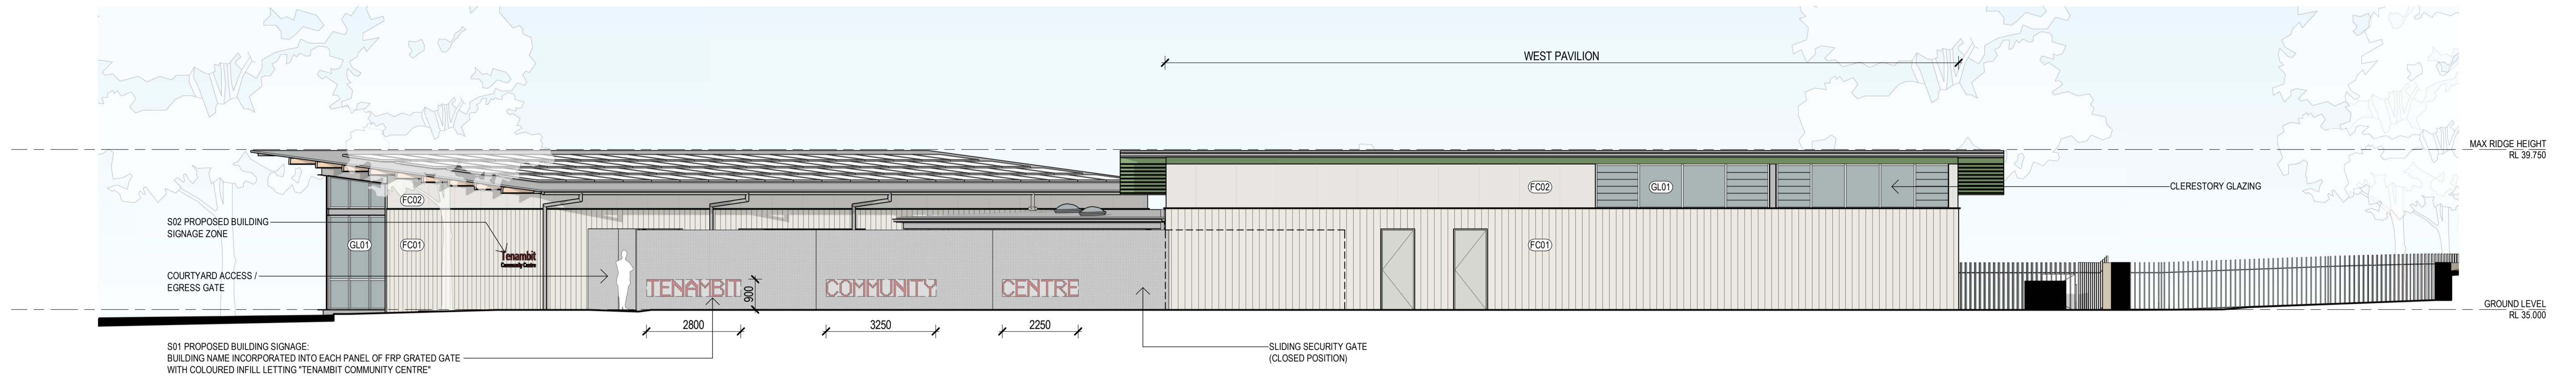 WEST PAVILION
MAX RIDGE HEIGHT
RL 39.750
FC02
GL01
CLERESTORY GLAZING
FC02
S02 PROPOSED BUILDING
SIGNAGE ZONE
GL01
FC01
FC01
Tenambit
Community Centre
COURTYARD ACCESS /
EGRESS GATE
TENAMBIT
COMMUNITY
CENTRE
900
GROUND LEVEL
RL 35.000
2800
3250
2250
S01 PROPOSED BUILDING SIGNAGE:
BUILDING NAME INCORPORATED INTO EACH PANEL OF FRP GRATED GATE
WITH COLOURED INFILL LETTING "TENAMBIT COMMUNITY CENTRE"
SLIDING SECURITY GATE
(CLOSED POSITION)